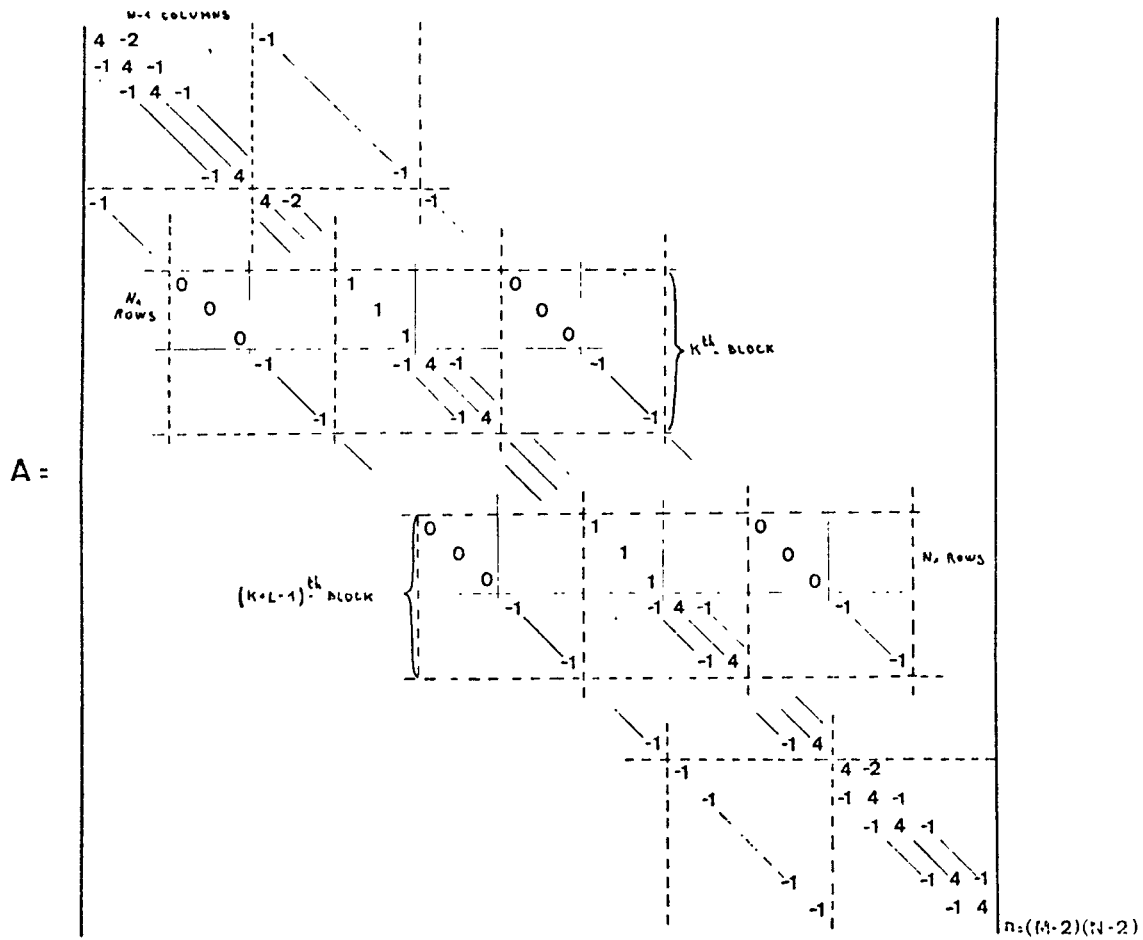 N-1 COLUMNS
4 -2 -1
-1 4 -1
-1 4 -1
-1 4 -1
-1 4 -2 -1
0 1 0
N₁
ROWS
0 1 0
0 1 0
-1 -1 4 -1 -1
Kth BLOCK
-1 -1 4 -1
A =
0 1 0
0 1 0 N₁ ROWS
0 1 0
(K+L-1)th BLOCK
-1 -1 4 -1 -1
-1 -1 4 -1
-1 -1 4
-1 4 -2
-1 -1 4 -1
-1 4 -1
-1 -1 4 -1
-1 -1 4
n=(M-2)(N-2)